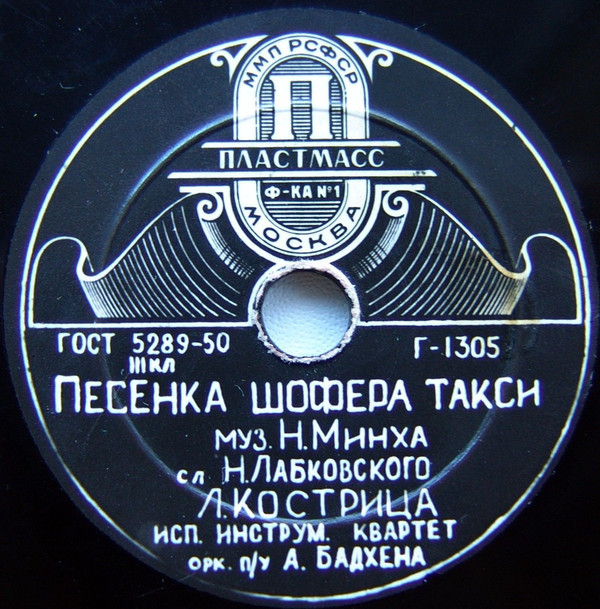 ММП РСФСР
П
ПЛАСТМАСС
Ф-КА №1
МОСКВА
ГОСТ 5289-50 Г-1305
III КЛ
ПЕСЕНКА ШОФЕРА ТАКСИ
МУЗ. Н. МИНХА
СЛ Н. ЛАБКОВСКОГО
Л. КОСТРИЦА
ИСП. ИНСТРУМ. КВАРТЕТ
ОРК. П/У А. БАДХЕНА